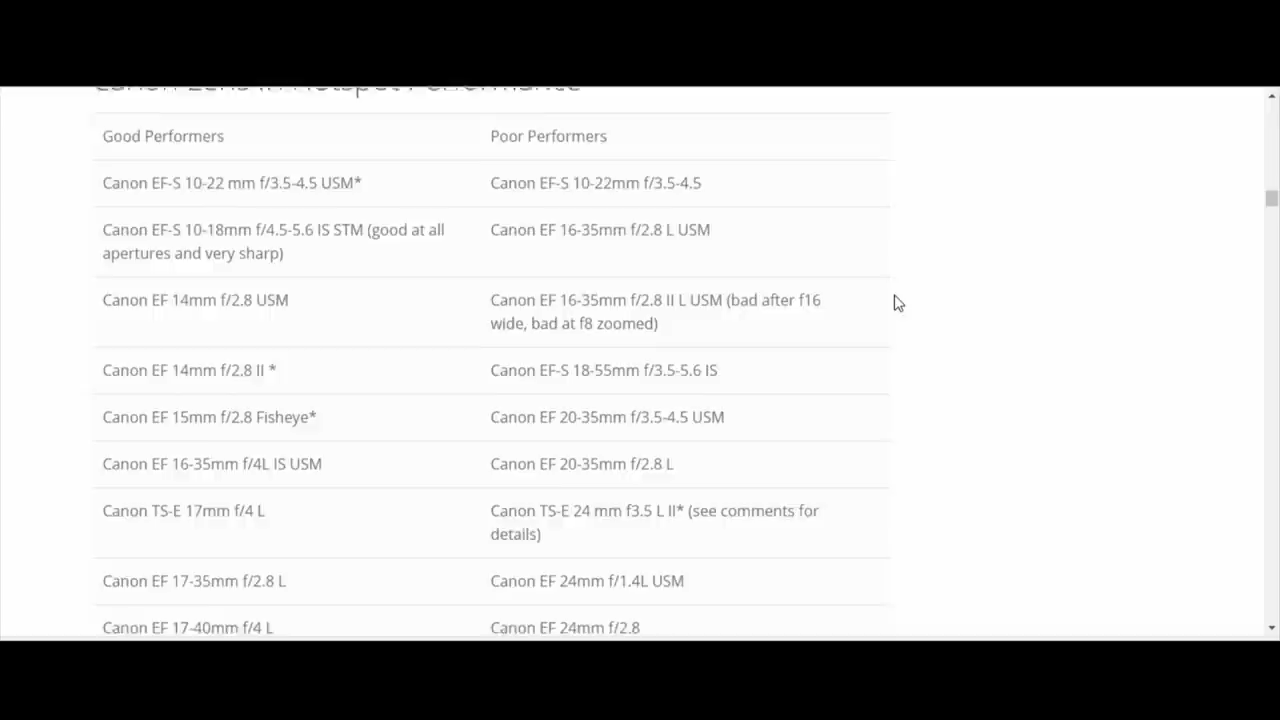 Canon Lens IR Hotspot Performance
Good Performers
Poor Performers
Canon EF-S 10-22 mm f/3.5-4.5 USM*
Canon EF-S 10-22mm f/3.5-4.5
Canon EF-S 10-18mm f/4.5-5.6 IS STM (good at all
apertures and very sharp)
Canon EF 16-35mm f/2.8 L USM
Canon EF 14mm f/2.8 USM
Canon EF 16-35mm f/2.8 II L USM (bad after f16
wide, bad at f8 zoomed)
Canon EF 14mm f/2.8 II *
Canon EF-S 18-55mm f/3.5-5.6 IS
Canon EF 15mm f/2.8 Fisheye*
Canon EF 20-35mm f/3.5-4.5 USM
Canon EF 16-35mm f/4L IS USM
Canon EF 20-35mm f/2.8 L
Canon TS-E 17mm f/4 L
Canon TS-E 24 mm f3.5 L II* (see comments for
details)
Canon EF 17-35mm f/2.8 L
Canon EF 24mm f/1.4L USM
Canon EF 17-40mm f/4 L
Canon EF 24mm f/2.8